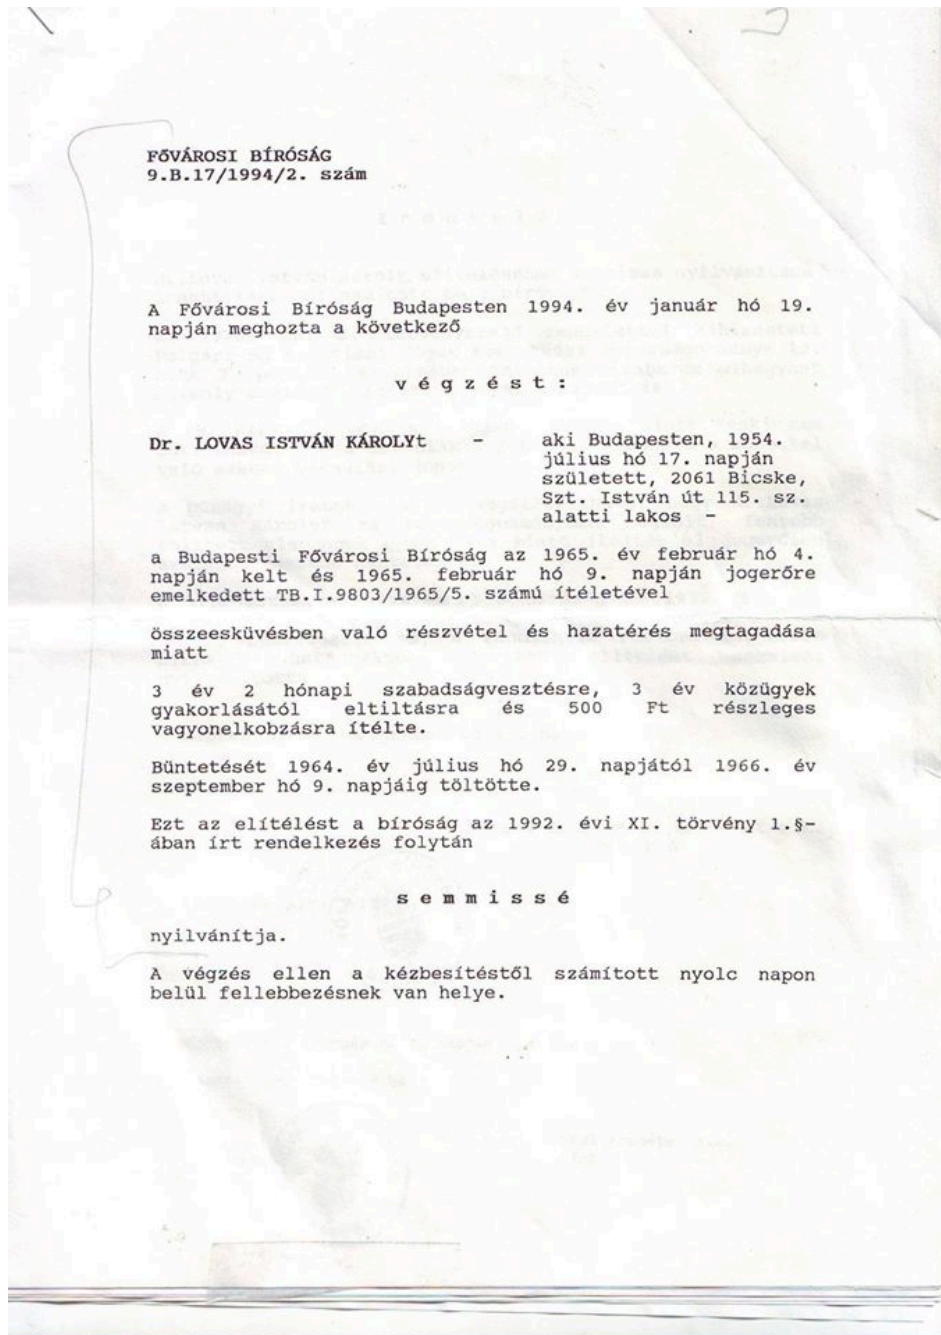 FŐVÁROSI BÍRÓSÁG
9.B.17/1994/2. szám
A Fővárosi Bíróság Budapesten 1994. év január hó 19.
napján meghozta a következő
v é g z é s t :
Dr. LOVAS ISTVÁN KÁROLYt - aki Budapesten, 1954.
július hó 17. napján
született, 2061 Bicske,
Szt. István út 115. sz.
alatti lakos -
a Budapesti Fővárosi Bíróság az 1965. év február hó 4.
napján kelt és 1965. február hó 9. napján jogerőre
emelkedett TB.I.9803/1965/5. számú ítéletével
összeesküvésben való részvétel és hazatérés megtagadása
miatt
3 év 2 hónapi szabadságvesztésre, 3 év közügyek
gyakorlásától eltiltásra és 500 Ft részleges
vagyonelkobzásra ítélte.
Büntetését 1964. év július hó 29. napjától 1966. év
szeptember hó 9. napjáig töltötte.
Ezt az elítélést a bíróság az 1992. évi XI. törvény 1.§-
ában írt rendelkezés folytán
s e m m i s s é
nyilvánítja.
A végzés ellen a kézbesítéstől számított nyolc napon
belül fellebbezésnek van helye.